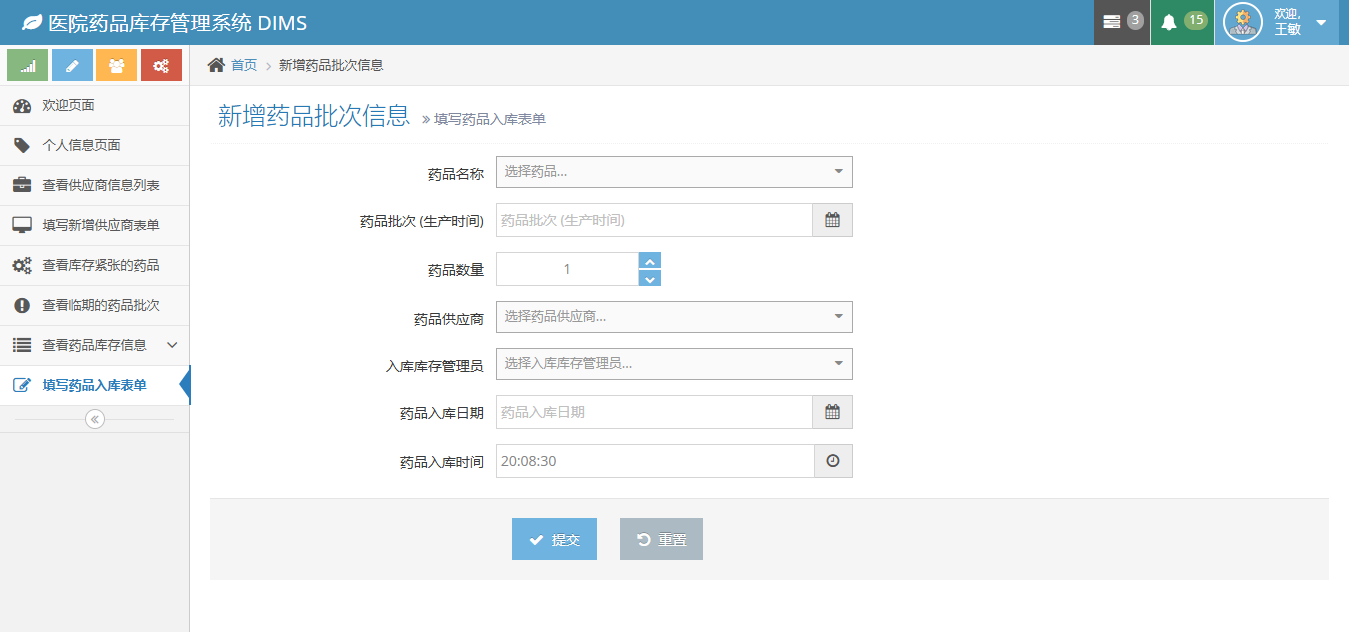 医院药品库存管理系统 DIMS
3
15
欢迎,
王敏
首页
新增药品批次信息
欢迎页面
个人信息页面
查看供应商信息列表
填写新增供应商表单
查看库存紧张的药品
查看临期的药品批次
查看药品库存信息
填写药品入库表单
新增药品批次信息 » 填写药品入库表单
药品名称 选择药品...
药品批次 (生产时间) 药品批次 (生产时间)
药品数量 1
药品供应商 选择药品供应商...
入库库存管理员 选择入库库存管理员...
药品入库日期 药品入库日期
药品入库时间 20:08:30
提交 重置